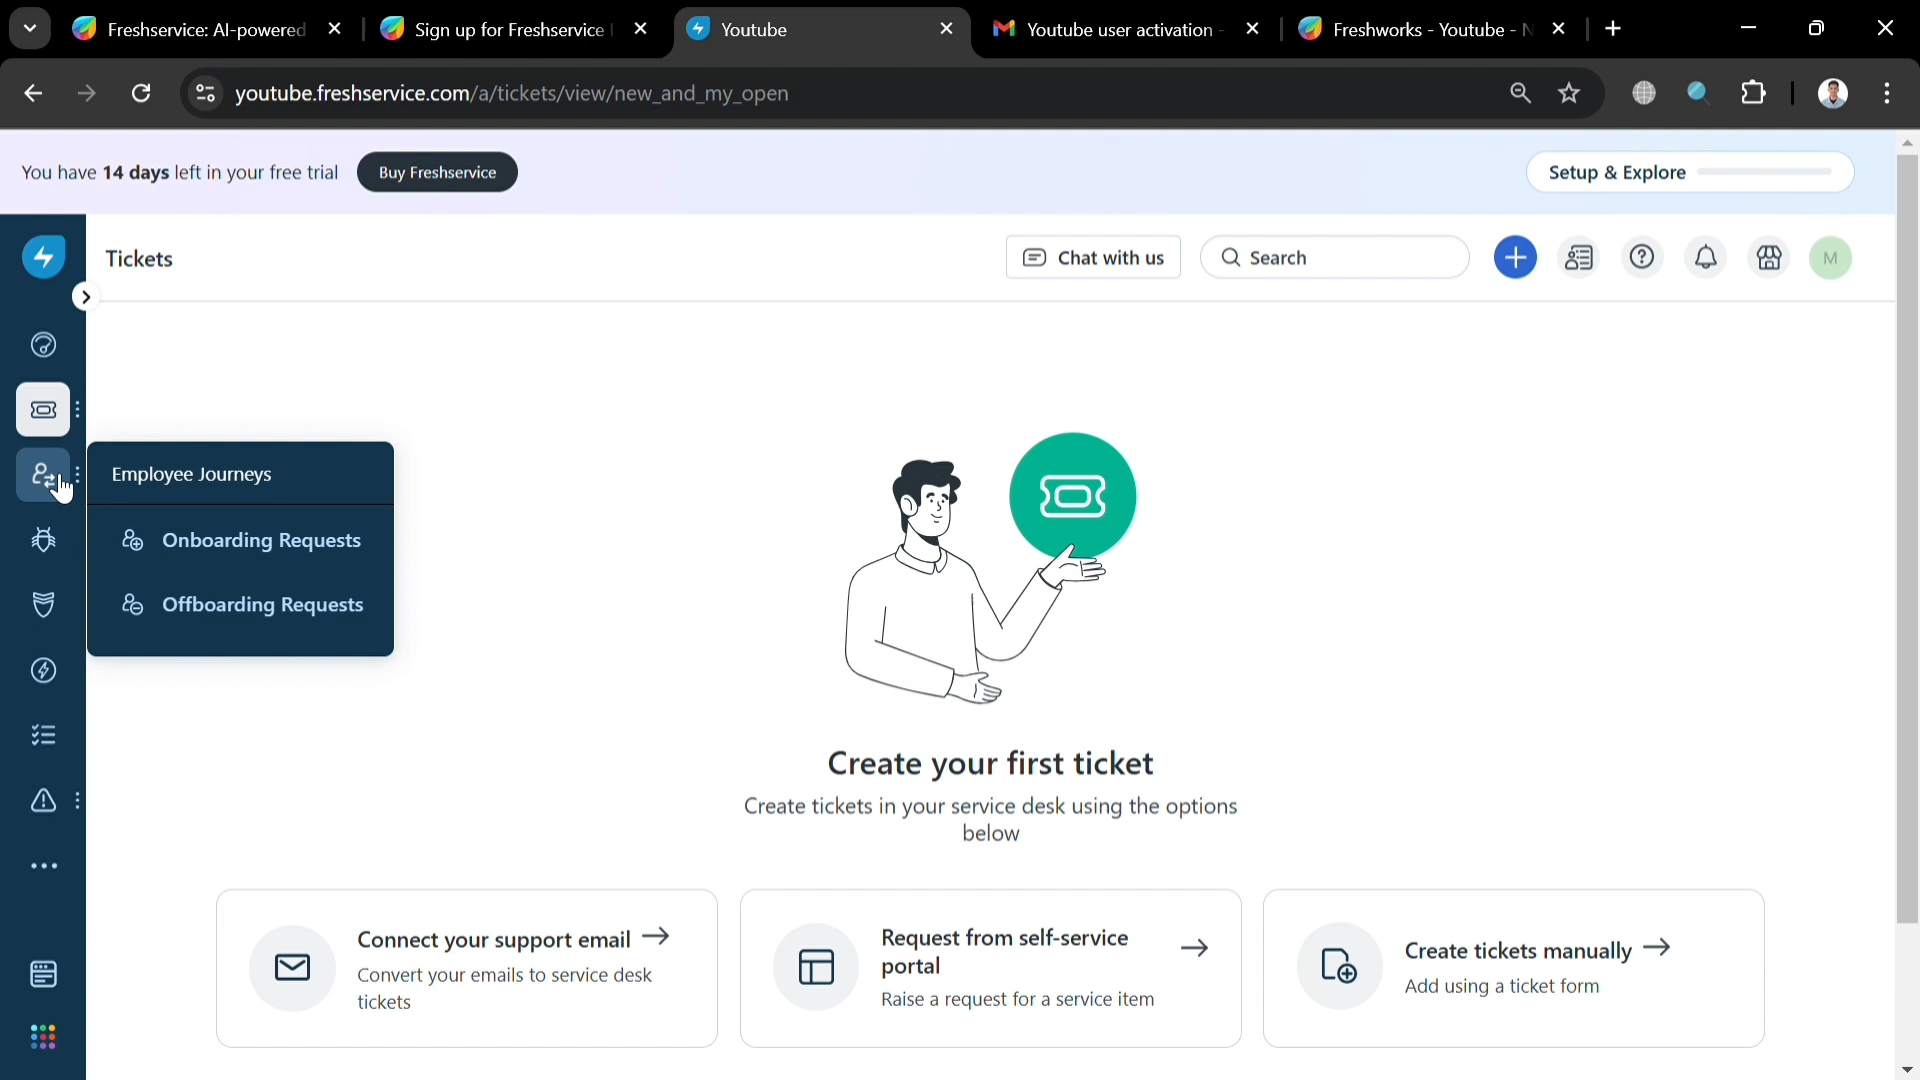 Freshservice: AI-powered
Sign up for Freshservice
Youtube
Youtube user activation -
Freshworks - Youtube - N
youtube.freshservice.com/a/tickets/view/new_and_my_open
You have 14 days left in your free trial
Buy Freshservice
Setup & Explore
Tickets
Chat with us
Search
M
Employee Journeys
Onboarding Requests
Offboarding Requests
Create your first ticket
Create tickets in your service desk using the options
below
Connect your support email
Convert your emails to service desk
tickets
Request from self-service
portal
Raise a request for a service item
Create tickets manually
Add using a ticket form